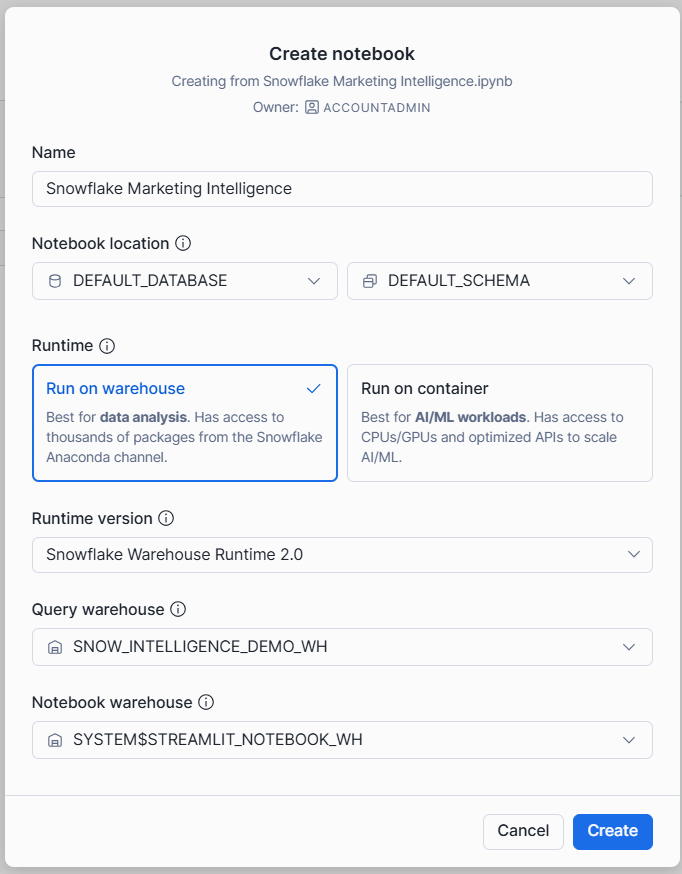 Create notebook
Creating from Snowflake Marketing Intelligence.ipynb
Owner: ACCOUNTADMIN
Name
Snowflake Marketing Intelligence
Notebook location
DEFAULT_DATABASE
DEFAULT_SCHEMA
Runtime
Run on warehouse
Best for data analysis. Has access to
thousands of packages from the Snowflake
Anaconda channel.
Run on container
Best for AI/ML workloads. Has access to
CPUs/GPUs and optimized APIs to scale
AI/ML.
Runtime version
Snowflake Warehouse Runtime 2.0
Query warehouse
SNOW_INTELLIGENCE_DEMO_WH
Notebook warehouse
SYSTEM$STREAMLIT_NOTEBOOK_WH
Cancel
Create